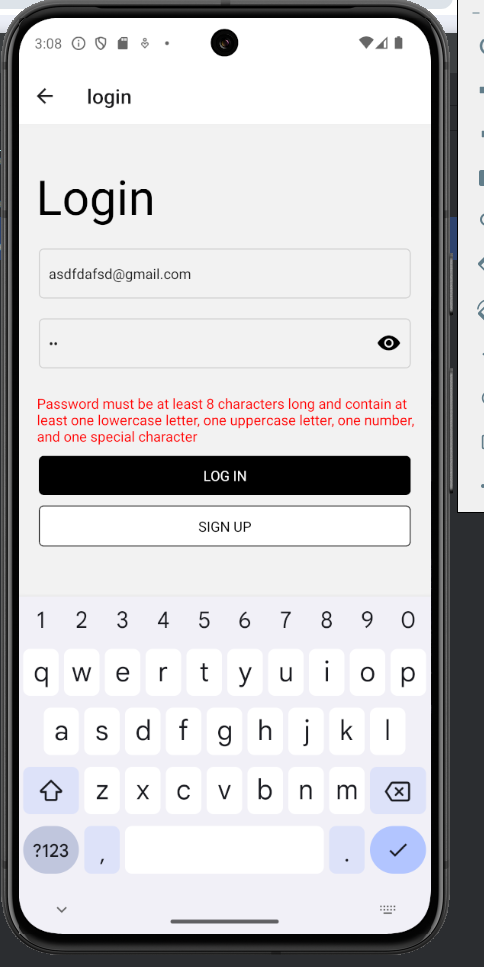 3:08
login
Login
asdfdafsd@gmail.com
••
Password must be at least 8 characters long and contain at
least one lowercase letter, one uppercase letter, one number,
and one special character
LOG IN
SIGN UP
1 2 3 4 5 6 7 8 9 0
q w e r t y u i o p
a s d f g h j k l
z x c v b n m
?123 , .